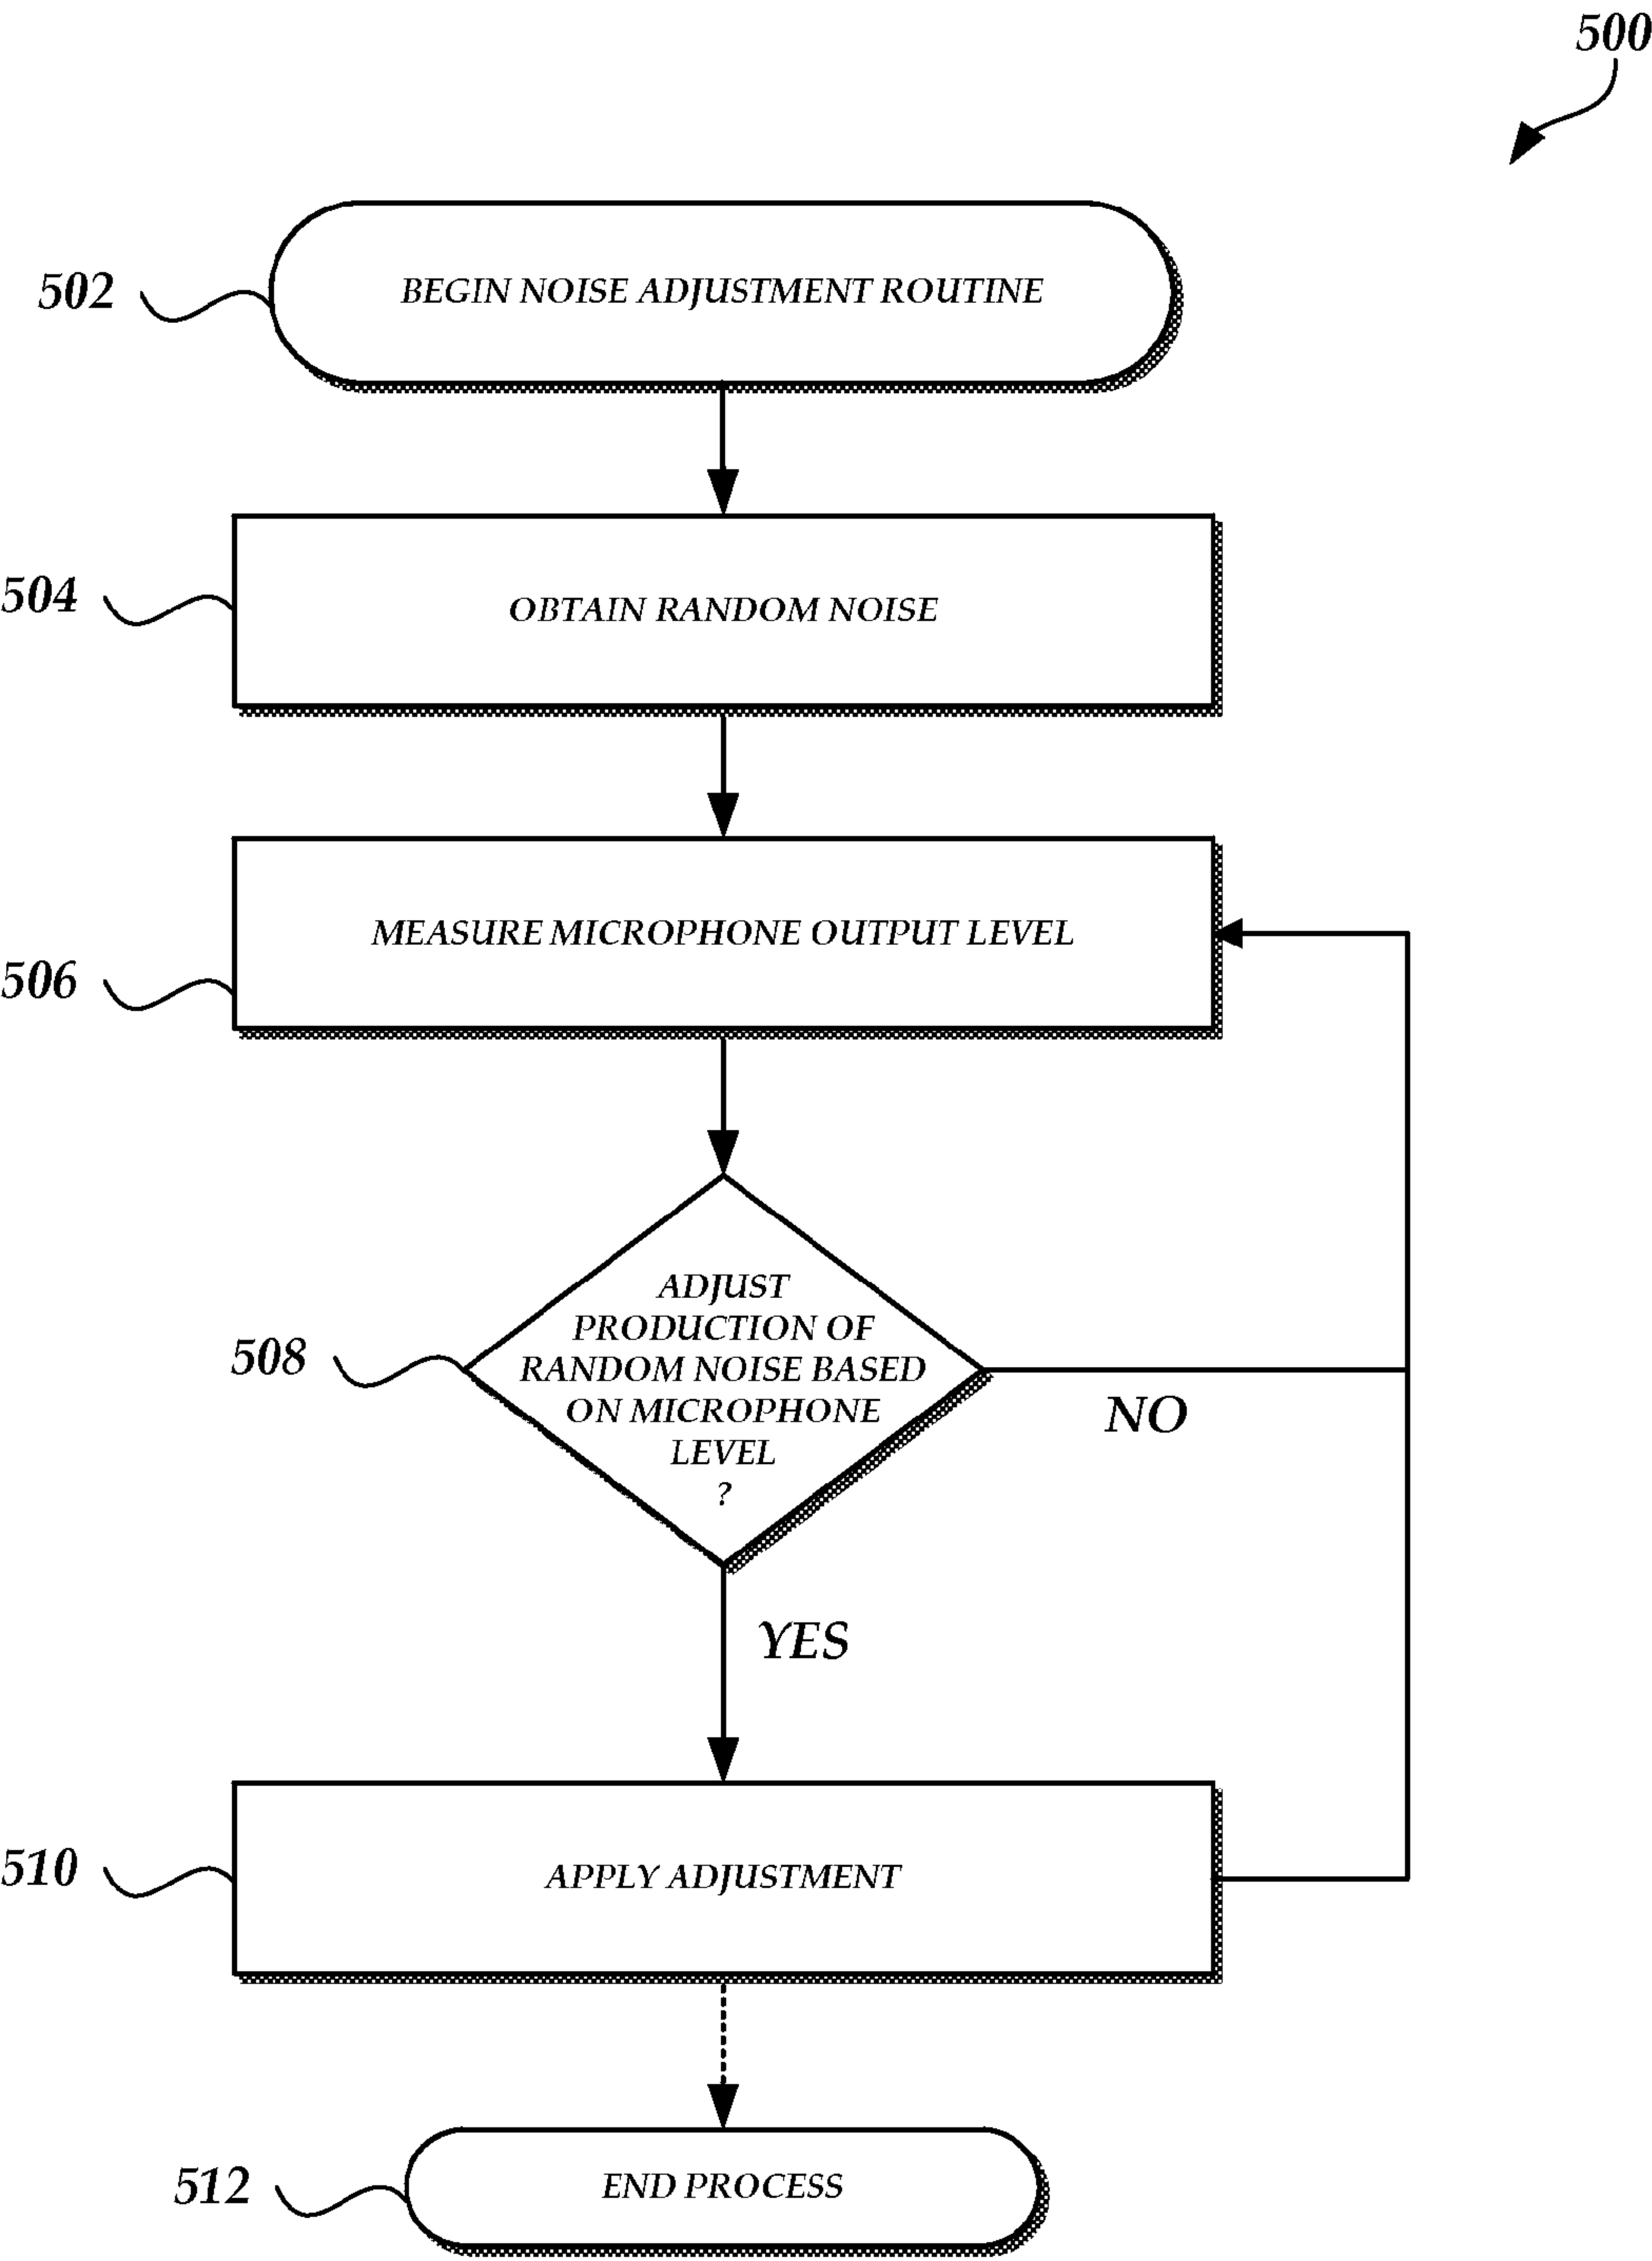 500
502
BEGIN NOISE ADJUSTMENT ROUTINE
504
OBTAIN RANDOM NOISE
MEASURE MICROPHONE OUTPUT LEVEL
506
ADJUST
PRODUCTION OF
RANDOM NOISE BASED
ON MICROPHONE
LEVEL
?
508
NO
YES
510
APPLY ADJUSTMENT
512
END PROCESS